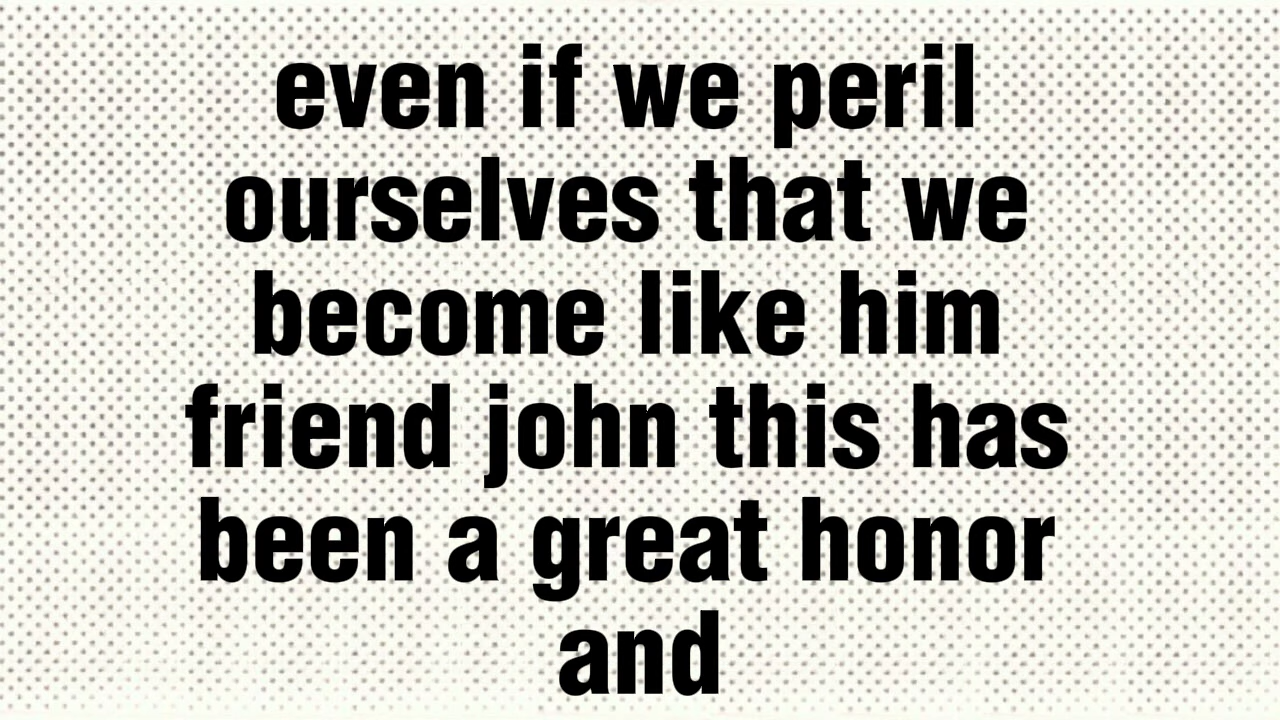 even if we peril
ourselves that we
become like him
friend john this has
been a great honor
and